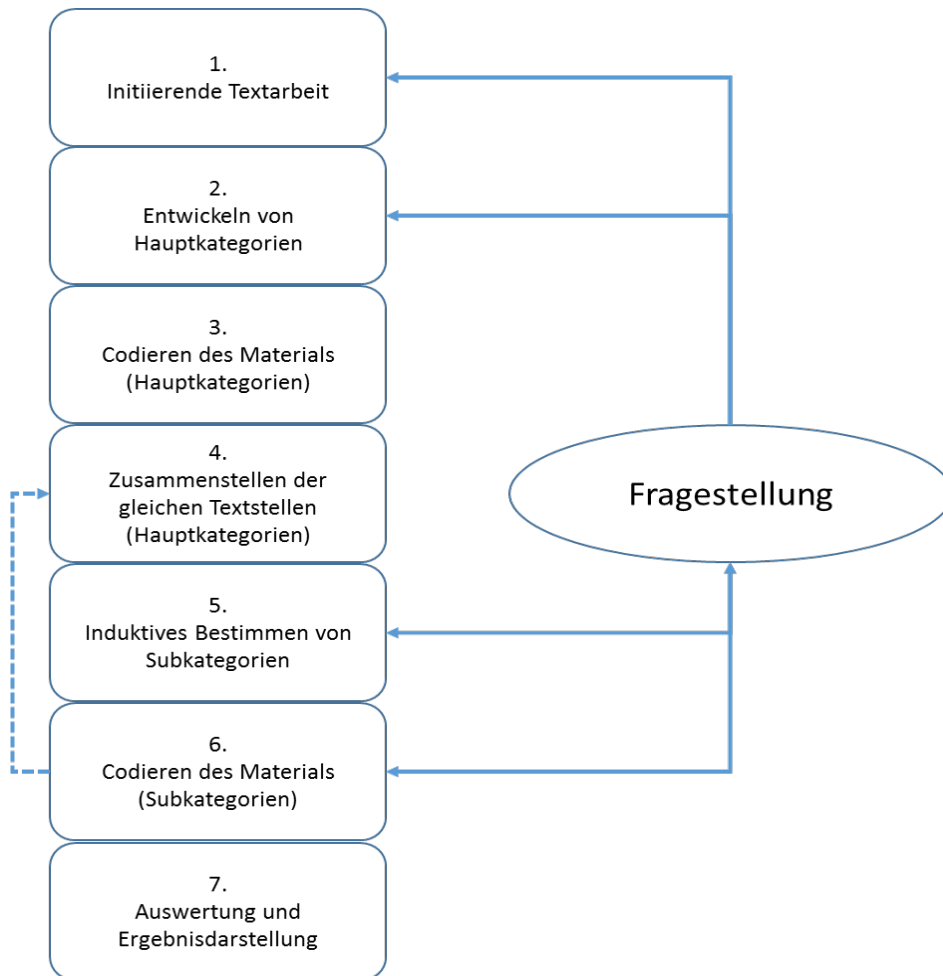 1.
Initiierende Textarbeit
2.
Entwickeln von
Hauptkategorien
3.
Codieren des Materials
(Hauptkategorien)
4.
Zusammenstellen der
gleichen Textstellen
(Hauptkategorien)
Fragestellung
5.
Induktives Bestimmen von
Subkategorien
6.
Codieren des Materials
(Subkategorien)
7.
Auswertung und
Ergebnisdarstellung